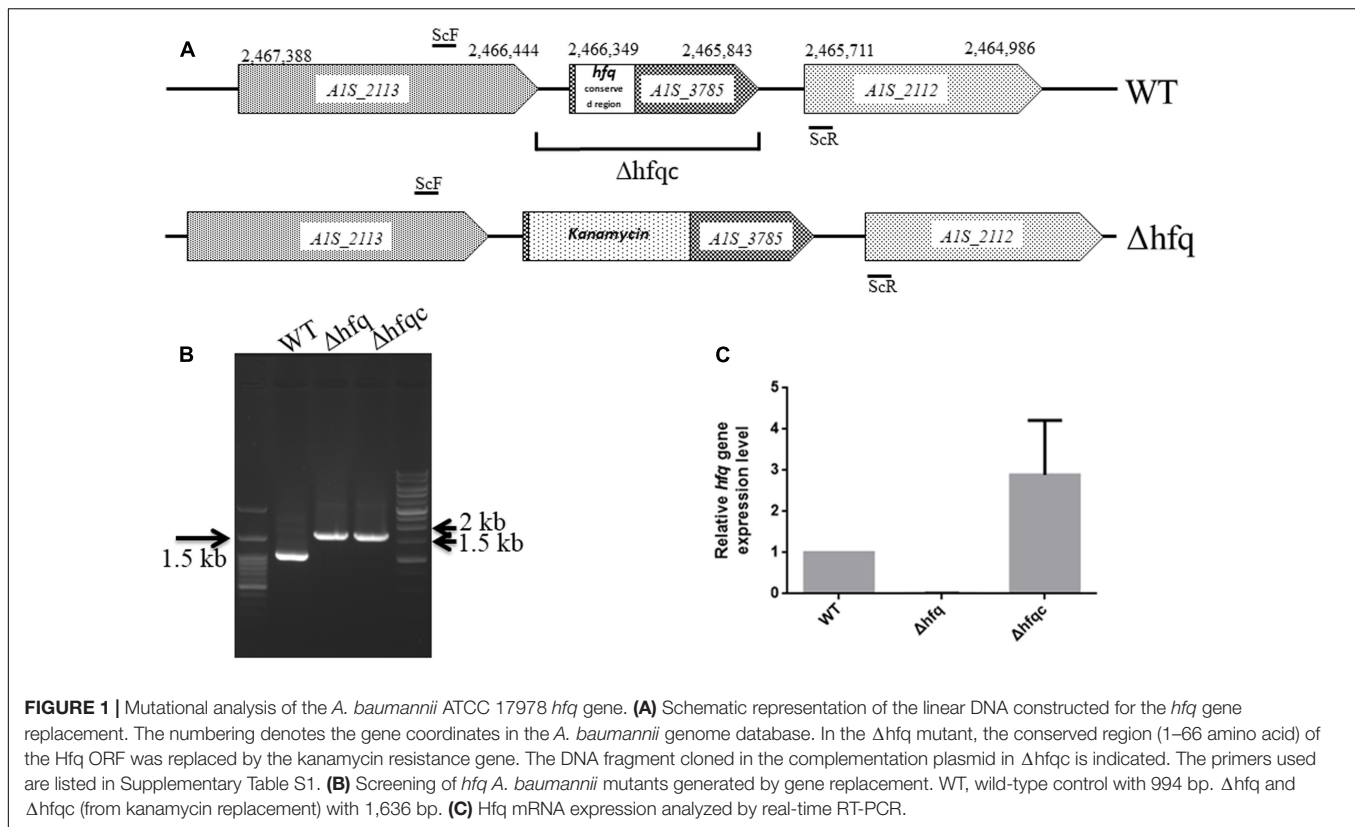 A
ScF
2,467,388
2,466,444
2,466,349
2,465,843
2,465,711
2,464,986
A1S_2113
hfq
conserve
d region
A1S_3785
A1S_2112
WT
ScR
Δhfqc
ScF
A1S_2113
Kanamycin
A1S_3785
A1S_2112
Δhfq
ScR
B
WT
Δhfq
Δhfqc
1.5 kb
2 kb
1.5 kb
C
Relative hfq gene
expression level
5
4
3
2
1
0
WT
Δhfq
Δhfqc
FIGURE 1 | Mutational analysis of the A. baumannii ATCC 17978 hfq gene. (A) Schematic representation of the linear DNA constructed for the hfq gene
replacement. The numbering denotes the gene coordinates in the A. baumannii genome database. In the Δhfq mutant, the conserved region (1–66 amino acid) of
the Hfq ORF was replaced by the kanamycin resistance gene. The DNA fragment cloned in the complementation plasmid in Δhfqc is indicated. The primers used
are listed in Supplementary Table S1. (B) Screening of hfq A. baumannii mutants generated by gene replacement. WT, wild-type control with 994 bp. Δhfq and
Δhfqc (from kanamycin replacement) with 1,636 bp. (C) Hfq mRNA expression analyzed by real-time RT-PCR.